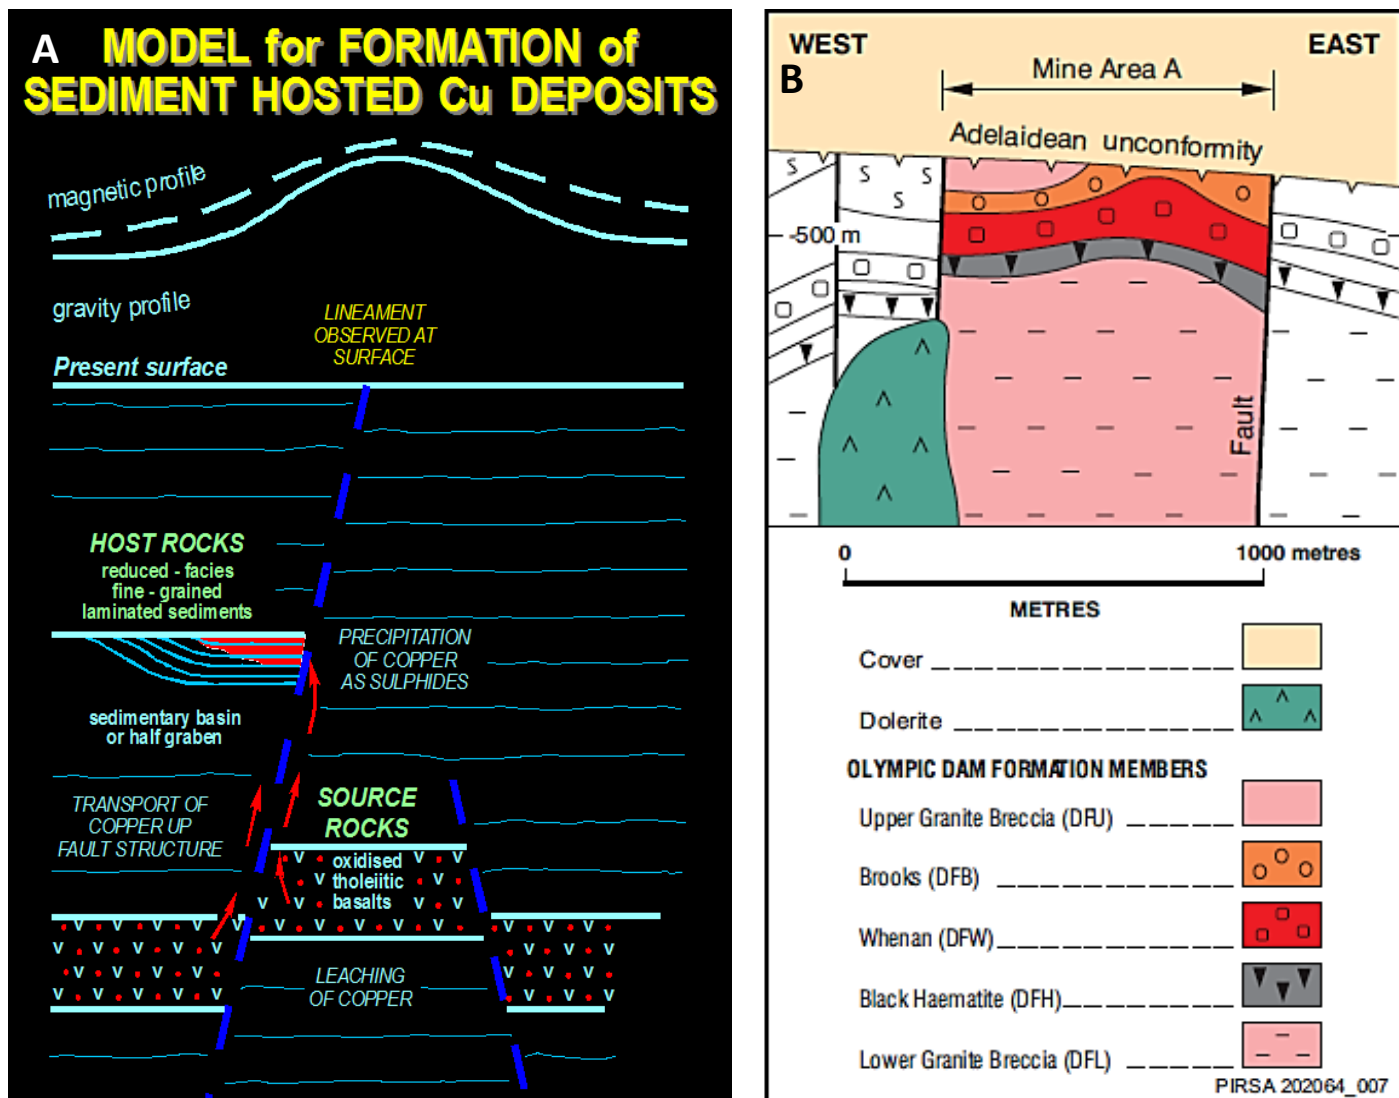 A
MODEL for FORMATION of
SEDIMENT HOSTED Cu DEPOSITS
magnetic profile
gravity profile
LINEAMENT
OBSERVED AT
SURFACE
Present surface
HOST ROCKS
reduced - facies
fine - grained
laminated sediments
PRECIPITATION
OF COPPER
AS SULPHIDES
sedimentary basin
or half graben
TRANSPORT OF
COPPER UP
FAULT STRUCTURE
SOURCE
ROCKS
oxidised
tholeiitic
basalts
LEACHING
OF COPPER
B
WEST
EAST
Mine Area A
Adelaidean unconformity
-500 m
Fault
0
1000 metres
METRES
Cover
Dolerite
OLYMPIC DAM FORMATION MEMBERS
Upper Granite Breccia (DFU)
Brooks (DFB)
Whenan (DFW)
Black Haematite (DFH)
Lower Granite Breccia (DFL)
PIRSA 202064_007